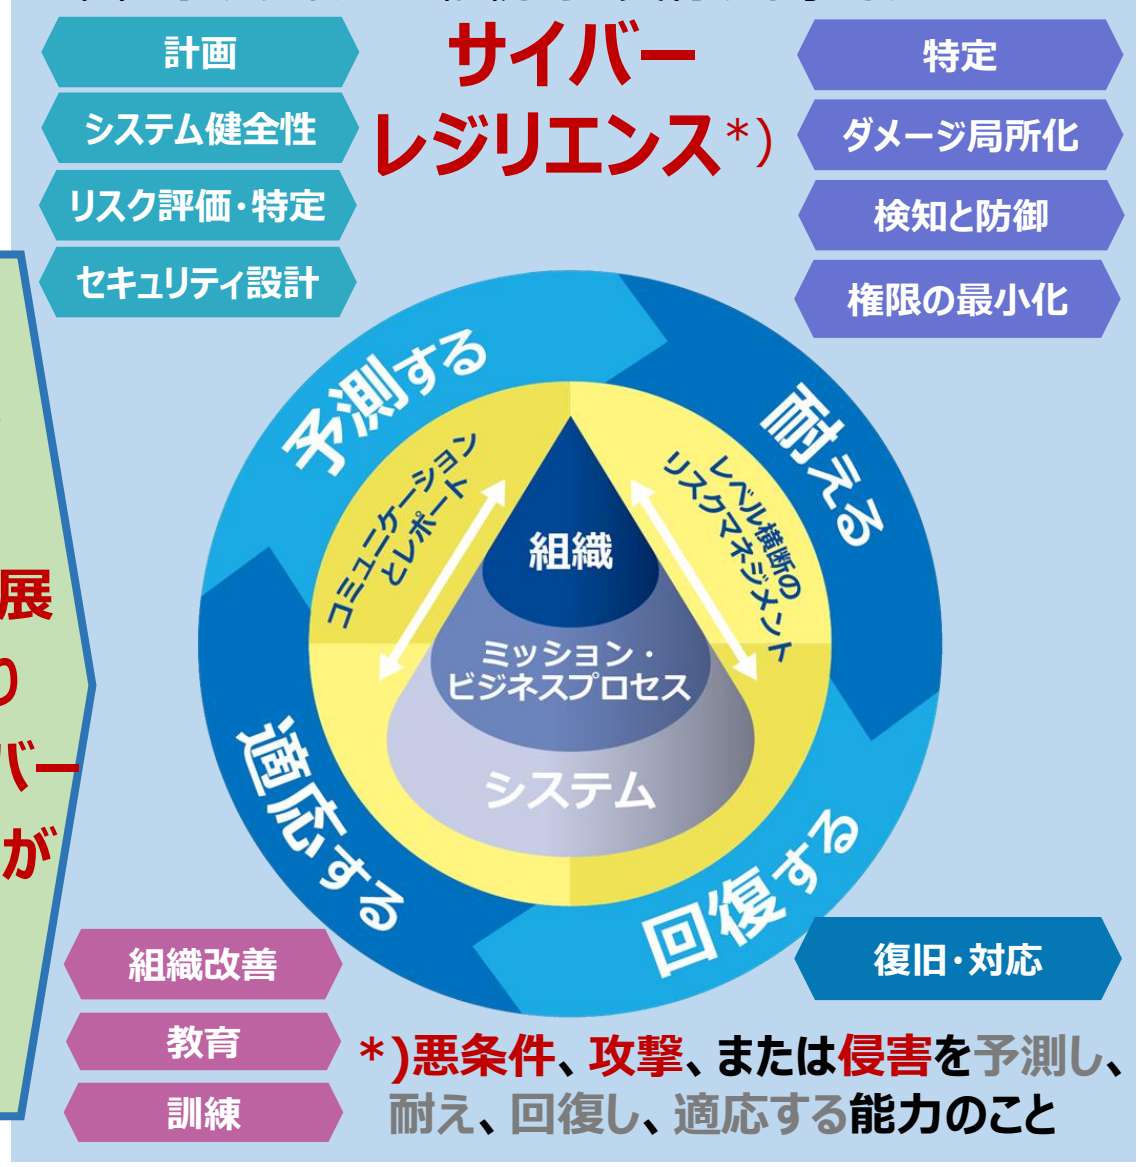 サイバー
レジリエンス*)
計画
システム健全性
リスク評価・特定
セキュリティ設計
特定
ダメージ局所化
検知と防御
権限の最小化
予測する
耐える
回復する
適応する
コミュニケーション
とレポート
レベル横断の
リスクマネジメント
組織
ミッション・
ビジネスプロセス
システム
展
り
バー
が
組織改善
教育
訓練
復旧・対応
*)悪条件、攻撃、または侵害を予測し、
耐え、回復し、適応する能力のこと